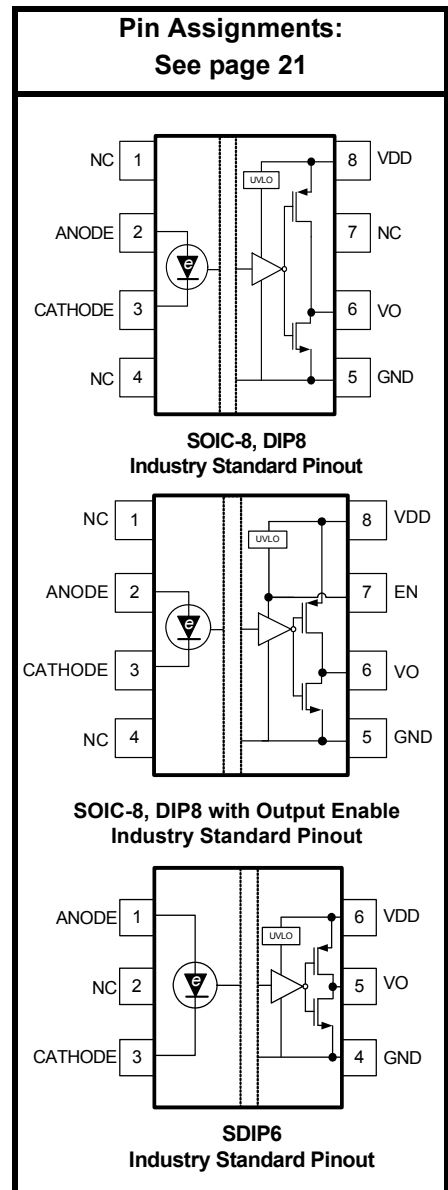 Pin Assignments:
See page 21
NC 1
8 VDD
UVLO
ANODE 2
7 NC
e
CATHODE 3
6 VO
NC 4
5 GND
SOIC-8, DIP8
Industry Standard Pinout
NC 1
8 VDD
UVLO
ANODE 2
7 EN
e
CATHODE 3
6 VO
NC 4
5 GND
SOIC-8, DIP8 with Output Enable
Industry Standard Pinout
ANODE 1
6 VDD
UVLO
NC 2
e
5 VO
CATHODE 3
4 GND
SDIP6
Industry Standard Pinout